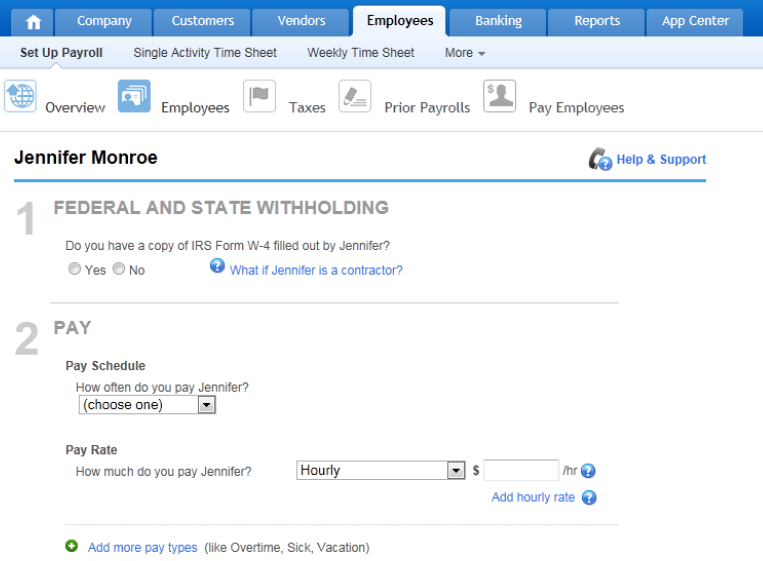 Company Customers Vendors Employees Banking Reports App Center
Set Up Payroll Single Activity Time Sheet Weekly Time Sheet More
Overview Employees Taxes Prior Payrolls $ Pay Employees
Jennifer Monroe ? Help & Support
1 FEDERAL AND STATE WITHHOLDING
Do you have a copy of IRS Form W-4 filled out by Jennifer?
Yes No ? What if Jennifer is a contractor?
2 PAY
Pay Schedule
How often do you pay Jennifer?
(choose one)
Pay Rate
How much do you pay Jennifer? Hourly $ /hr ?
Add hourly rate ?
Add more pay types (like Overtime, Sick, Vacation)